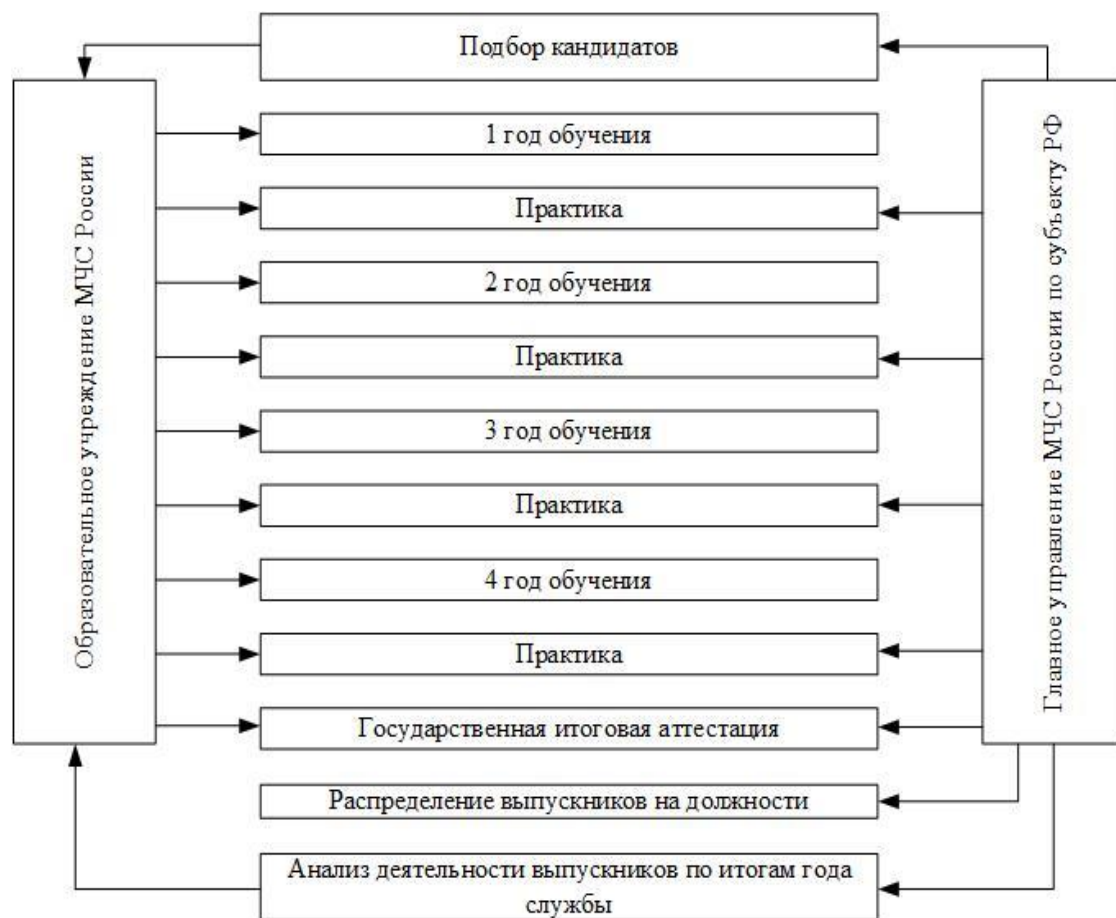 Подбор кандидатов
Образовательное учреждение МЧС России
Главное управление МЧС России по субъекту РФ
1 год обучения
Практика
2 год обучения
Практика
3 год обучения
Практика
4 год обучения
Практика
Государственная итоговая аттестация
Распределение выпускников на должности
Анализ деятельности выпускников по итогам года
службы